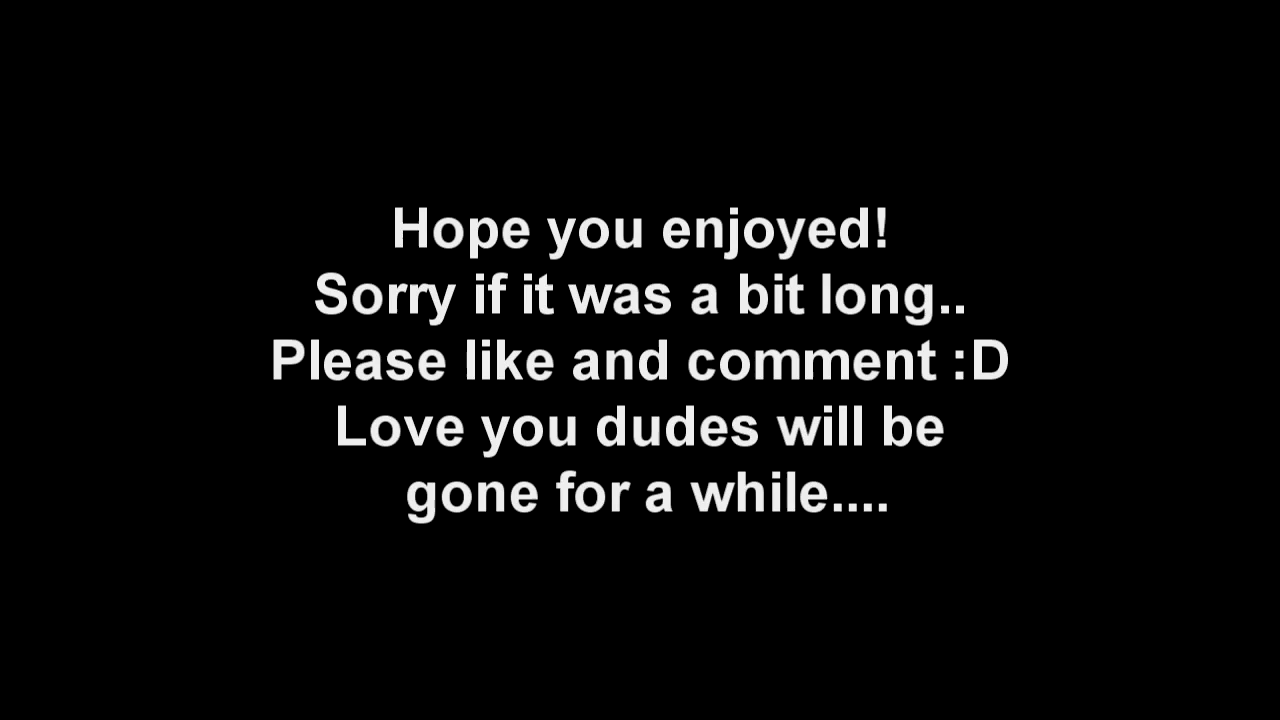 Hope you enjoyed!
Sorry if it was a bit long..
Please like and comment :D
Love you dudes will be
gone for a while....